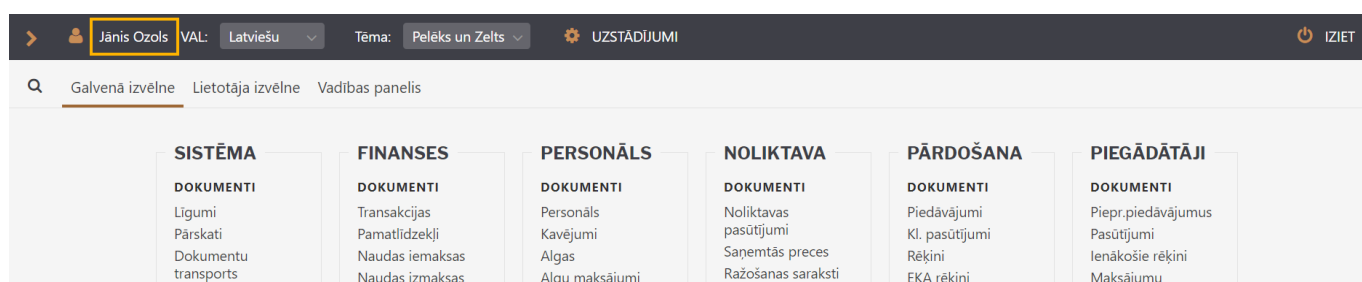 Jānis Ozols VAL: Latviešu Tēma: Pelēks un Zelts UZSTĀDĪJUMI IZIET
Galvenā izvēlne Lietotāja izvēlne Vadības panelis
SISTĒMA
DOKUMENTI
Līgumi
Pārskati
Dokumentu
transports
FINANSES
DOKUMENTI
Transakcijas
Pamatlīdzekļi
Naudas iemaksas
Naudas izmaksas
PERSONĀLS
DOKUMENTI
Personāls
Kavējumi
Algas
Algu maksājumi
NOLIKTAVA
DOKUMENTI
Noliktavas
pasūtījumi
Saņemtās preces
Ražošanas saraksti
PĀRDOŠANA
DOKUMENTI
Piedāvājumi
Kl. pasūtījumi
Rēķini
EKA rēķini
PIEGĀDĀTĀJI
DOKUMENTI
Piepr.piedāvājumus
Pasūtījumi
Ienākošie rēķini
Maksājumu